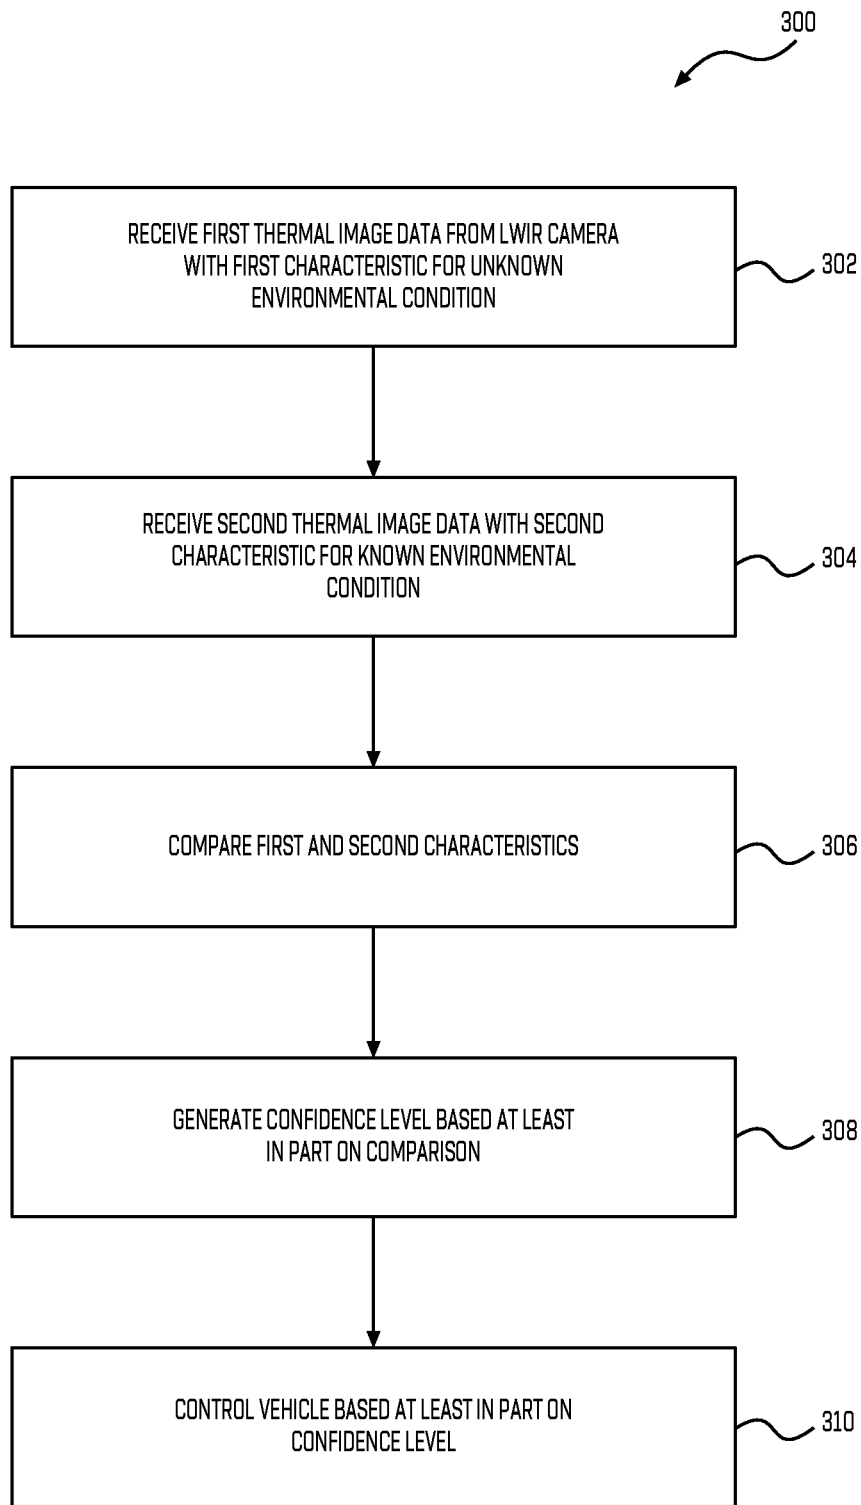 300
RECEIVE FIRST THERMAL IMAGE DATA FROM LWIR CAMERA
WITH FIRST CHARACTERISTIC FOR UNKNOWN
ENVIRONMENTAL CONDITION
302
RECEIVE SECOND THERMAL IMAGE DATA WITH SECOND
CHARACTERISTIC FOR KNOWN ENVIRONMENTAL
CONDITION
304
COMPARE FIRST AND SECOND CHARACTERISTICS
306
GENERATE CONFIDENCE LEVEL BASED AT LEAST
IN PART ON COMPARISON
308
CONTROL VEHICLE BASED AT LEAST IN PART ON
CONFIDENCE LEVEL
310